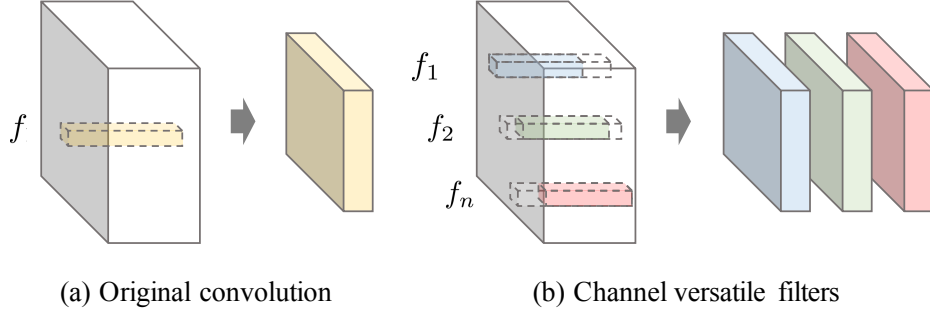 f
f1
f2
fn
(a) Original convolution
(b) Channel versatile filters